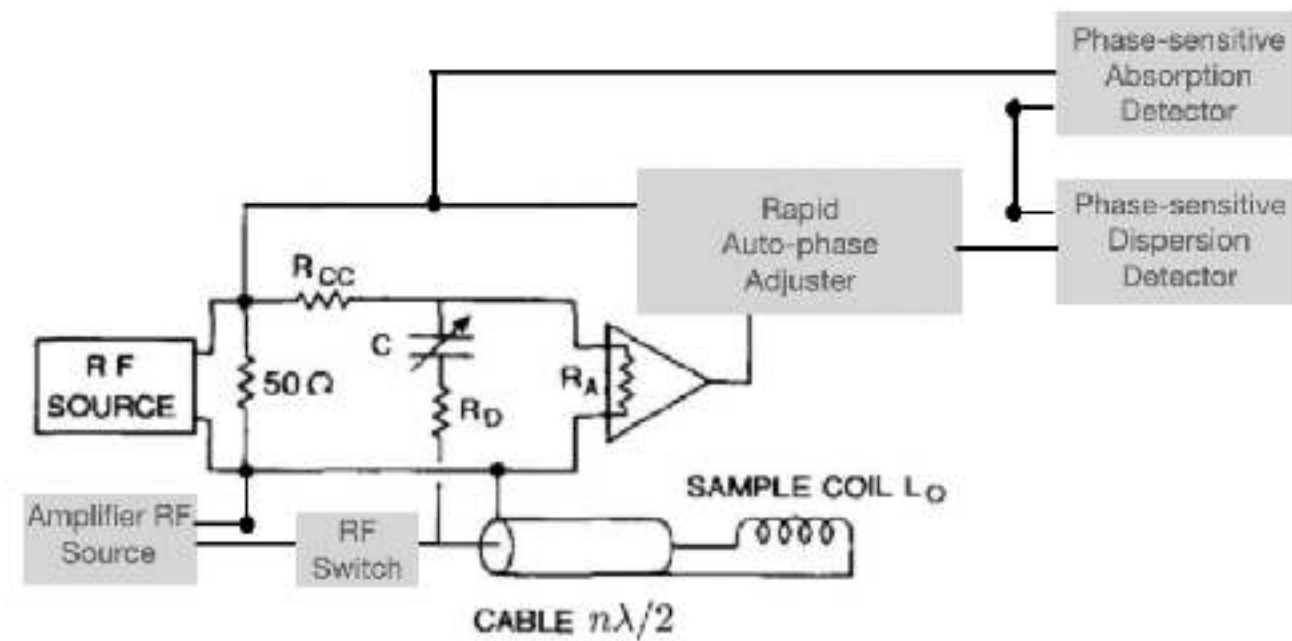 Phase-sensitive
Absorption
Detector
Rapid
Auto-phase
Adjuster
Phase-sensitive
Dispersion
Detector
R_CC
C
R_D
R_A
50 Ω
RF
SOURCE
SAMPLE COIL L_O
Amplifier RF
Source
RF
Switch
CABLE nλ/2